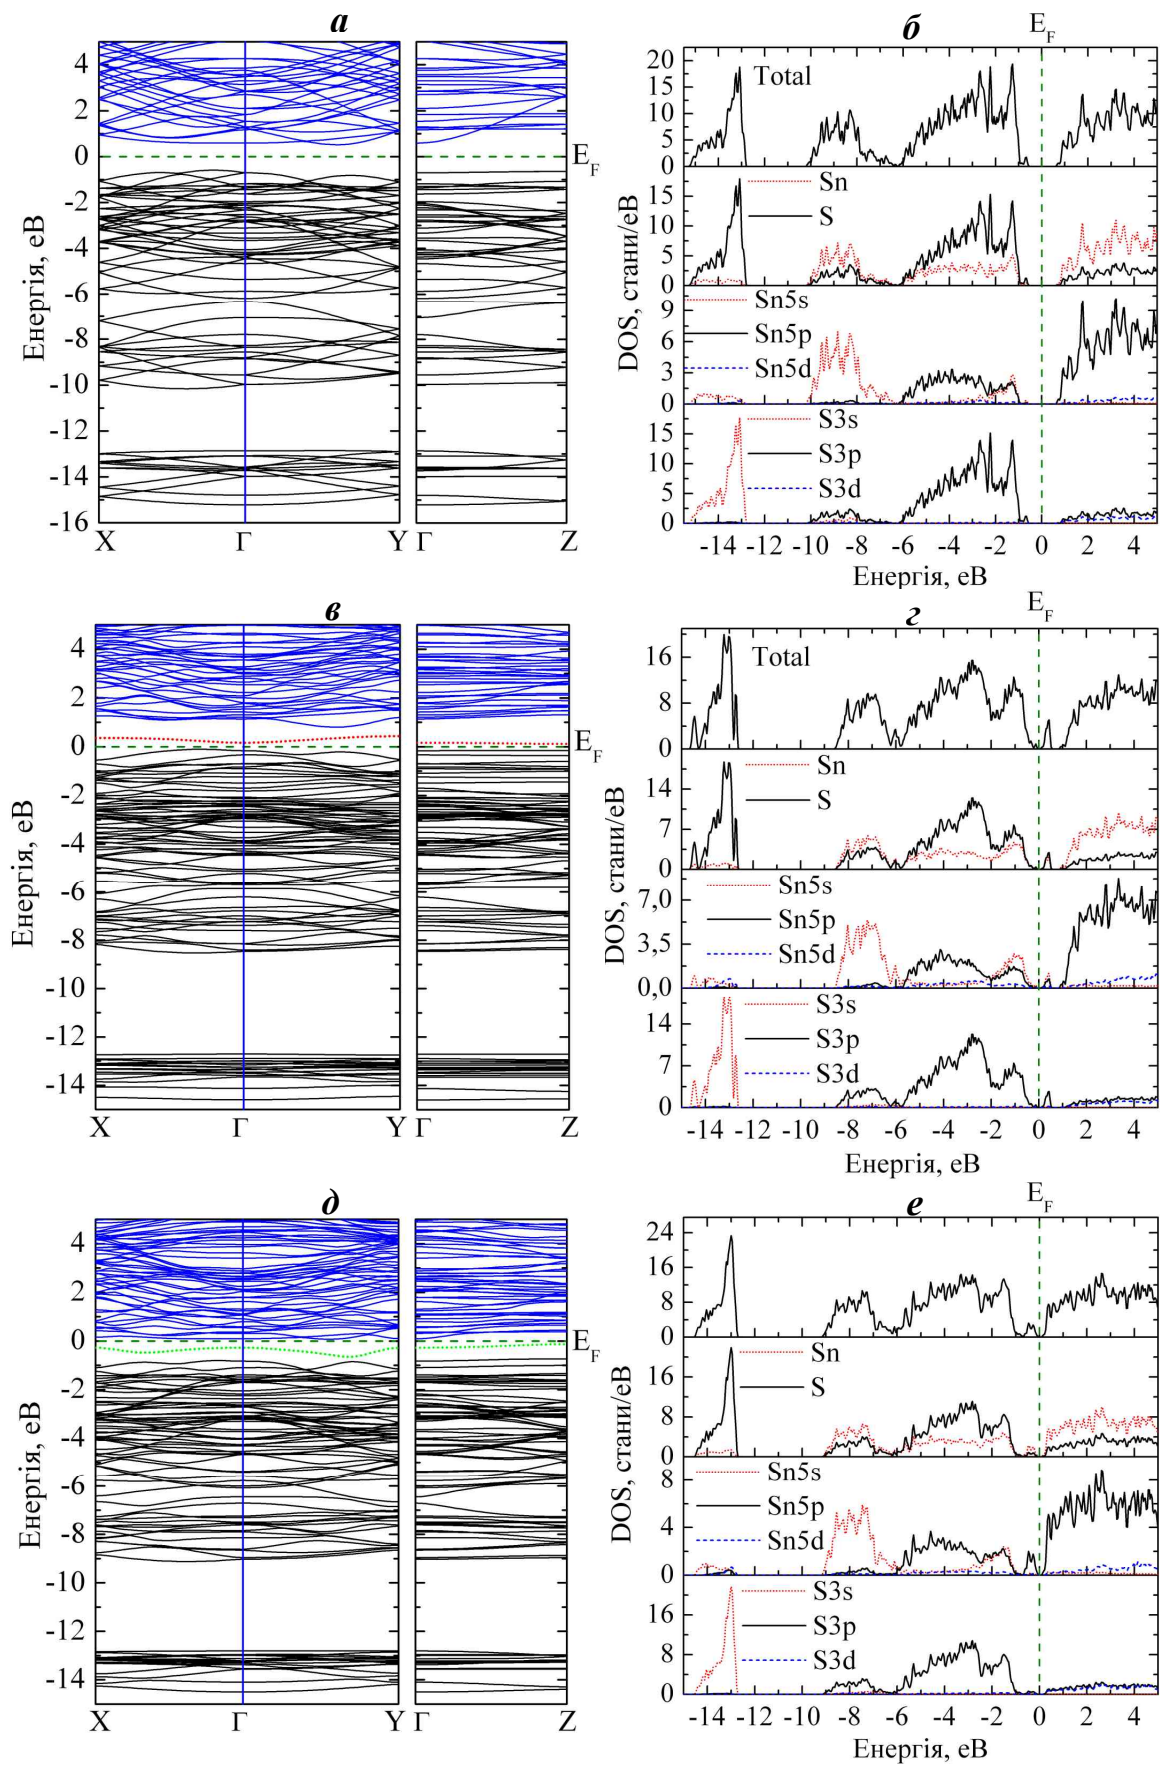 а
4
2
0
-2
-4
-6
-8
-10
-12
-14
-16
Енергія, еВ
X Γ Y Γ Z
E_F
б
E_F
Total
20
15
10
5
0
Sn
S
15
10
5
0
Sn5s
Sn5p
Sn5d
9
6
3
0
S3s
S3p
S3d
15
10
5
0
DOS, стани/еВ
-14 -12 -10 -8 -6 -4 -2 0 2 4
Енергія, еВ
в
4
2
0
-2
-4
-6
-8
-10
-12
-14
Енергія, еВ
X Γ Y Γ Z
E_F
г
E_F
Total
16
8
0
Sn
S
14
7
0
Sn5s
Sn5p
Sn5d
7,0
3,5
0,0
S3s
S3p
S3d
14
7
0
DOS, стани/еВ
-14 -12 -10 -8 -6 -4 -2 0 2 4
Енергія, еВ
д
4
2
0
-2
-4
-6
-8
-10
-12
-14
Енергія, еВ
X Γ Y Γ Z
E_F
е
E_F
24
16
8
0
Sn
S
16
8
0
Sn5s
Sn5p
Sn5d
8
4
0
S3s
S3p
S3d
16
8
0
DOS, стани/еВ
-14 -12 -10 -8 -6 -4 -2 0 2 4
Енергія, еВ